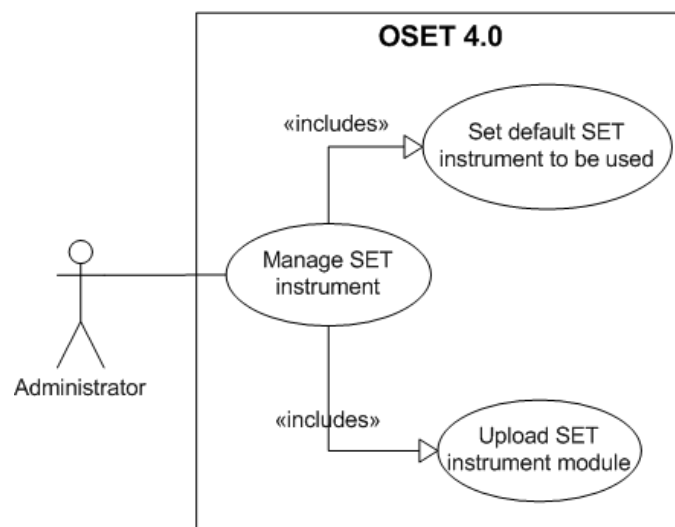 OSET 4.0
«includes»
Set default SET
instrument to be used
Manage SET
instrument
Administrator
«includes»
Upload SET
instrument module